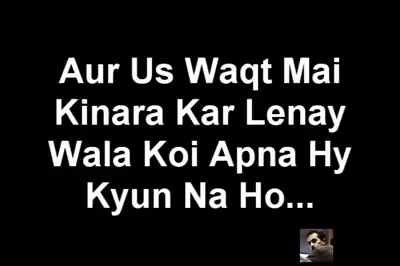 Aur Us Waqt Mai
Kinara Kar Lenay
Wala Koi Apna Hy
Kyun Na Ho...